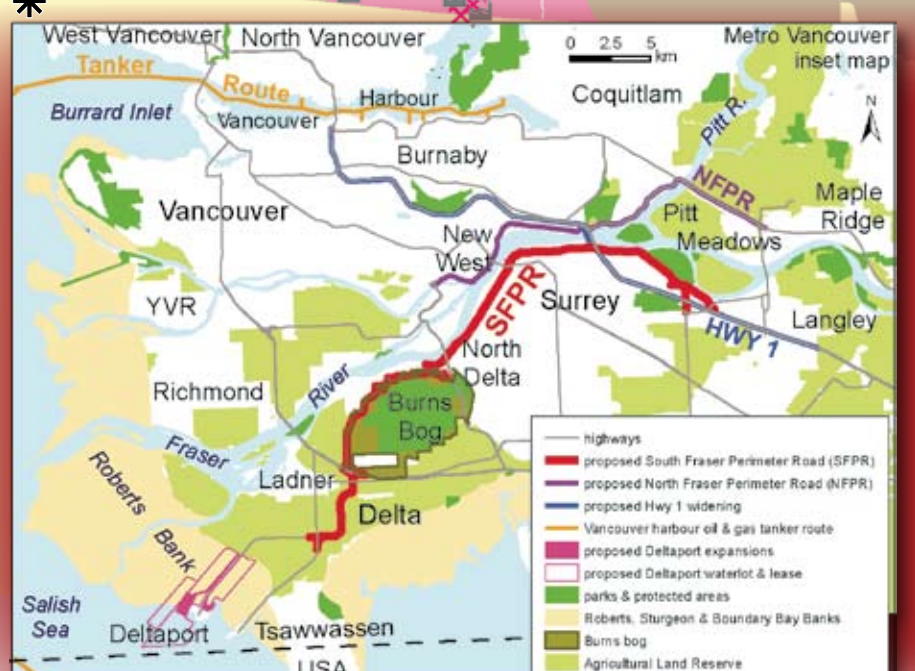 West Vancouver
North Vancouver
0 2.5 5
km
Metro Vancouver
inset map
Tanker
Route
Harbour
Coquitlam
Pitt R.
N
Burrard Inlet
Vancouver
Burnaby
NFPR
Maple
Ridge
Vancouver
Pitt
Meadows
New
West
SFPR
Surrey
YVR
HWY 1
Langley
North
Delta
Richmond
River
Burns
Bog
Fraser
Ladner
Roberts
Bank
Delta
Salish
Sea
Deltaport
Tsawwassen
USA
highways
proposed South Fraser Perimeter Road (SFPR)
proposed North Fraser Perimeter Road (NFPR)
proposed Hwy 1 widening
Vancouver harbour oil & gas tanker route
proposed Deltaport expansions
proposed Deltaport waterlot & lease
parks & protected areas
Roberts, Sturgeon & Boundary Bay Banks
Burns bog
Agricultural Land Reserve